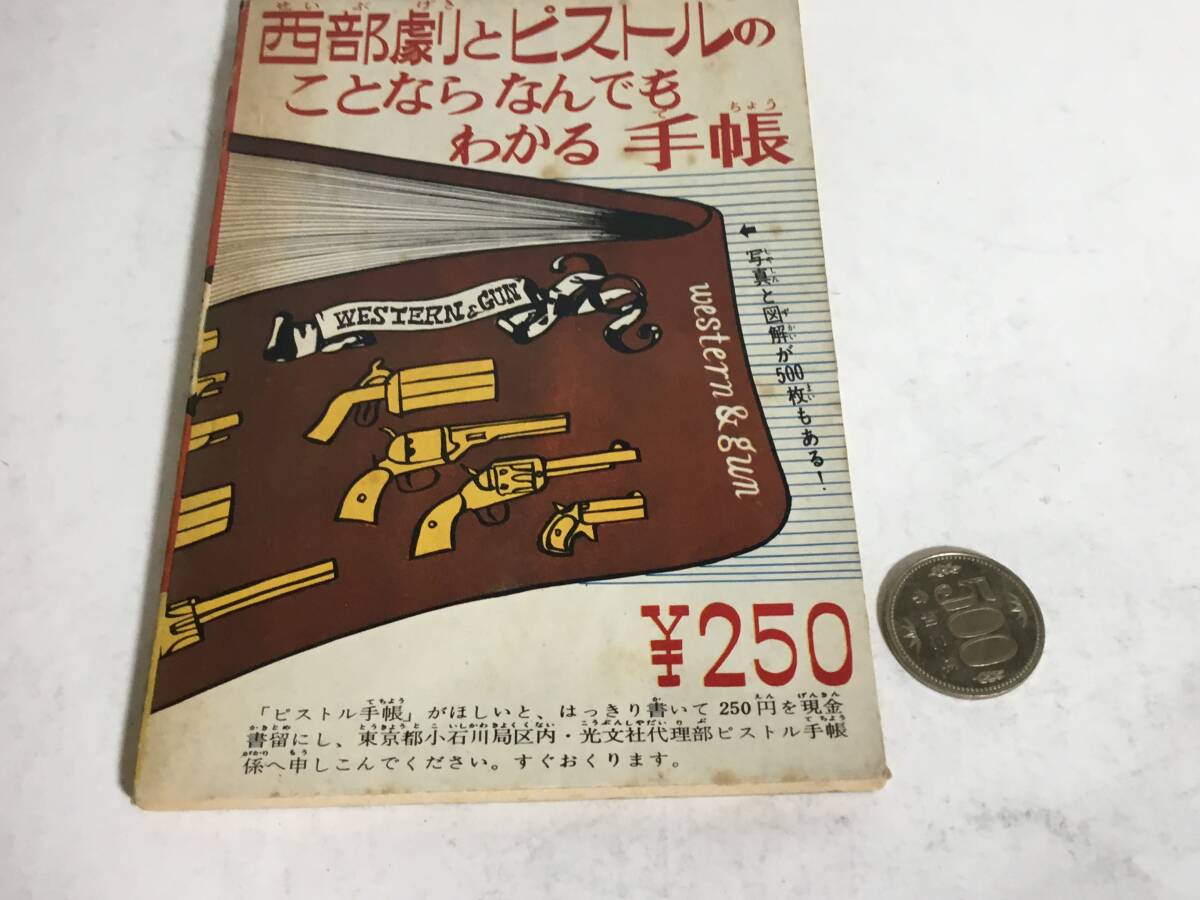 西部劇とピストルの
ことならなんでも
わかる 手帳
←写真と図解が500枚もある！
WESTERN & GUN
western & gun
¥250
「ピストル手帳」がほしいと、はっきり書いて 250円を現金
書留にし、東京都小石川局区内・光文社代理部ピストル手帳
係へ申しこんでください。すぐおくります。
500